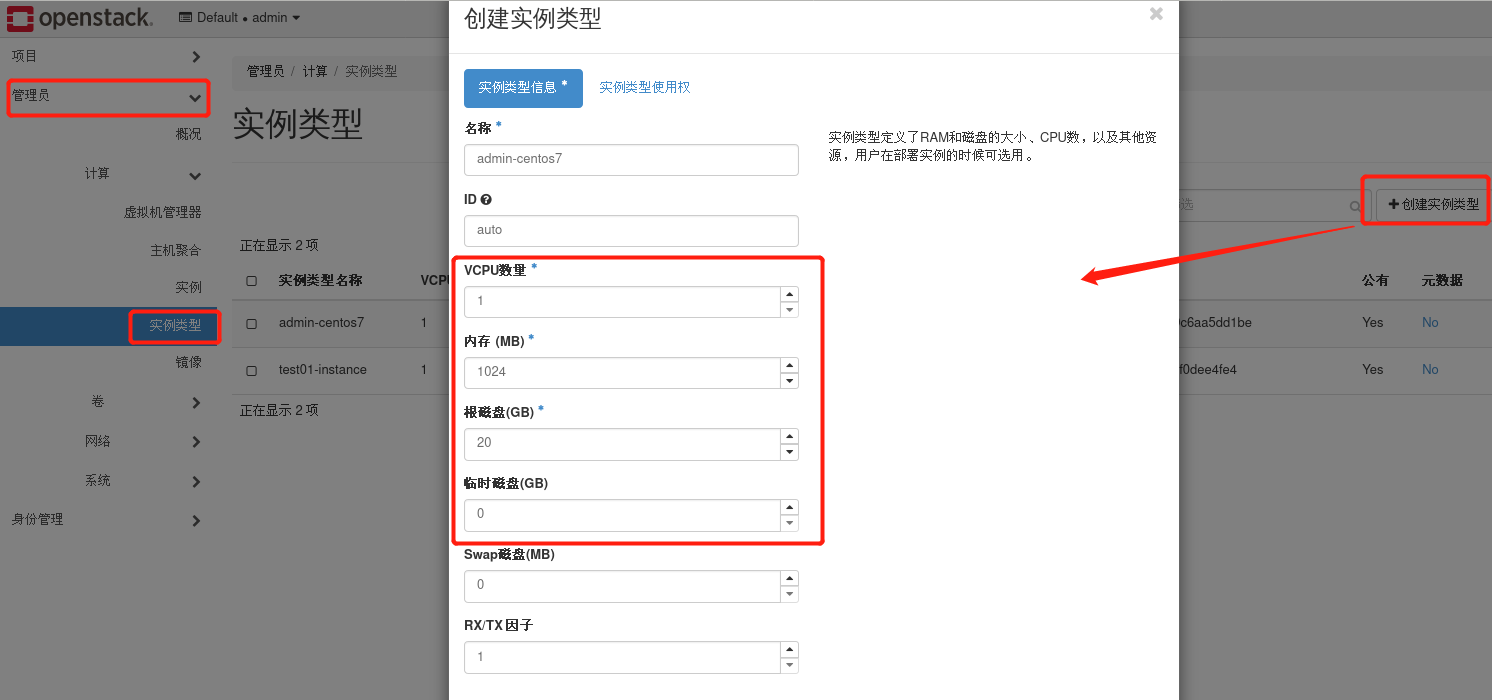 openstack.
Default • admin
项目
管理员
概况
计算
虚拟机管理器
主机聚合
实例
实例类型
镜像
卷
网络
系统
身份管理
管理员 / 计算 / 实例类型
实例类型
正在显示 2 项
实例类型名称
VCPU
公有
元数据
admin-centos7
1
c6aa5dd1be
Yes
No
test01-instance
1
f0dee4fe4
Yes
No
正在显示 2 项
选
创建实例类型
创建实例类型
×
实例类型信息 *
实例类型使用权
名称 *
admin-centos7
ID
auto
VCPU数量 *
1
内存 (MB) *
1024
根磁盘(GB) *
20
临时磁盘(GB)
0
Swap磁盘(MB)
0
RX/TX 因子
1
实例类型定义了RAM和磁盘的大小、CPU数，以及其他资
源，用户在部署实例的时候可选用。